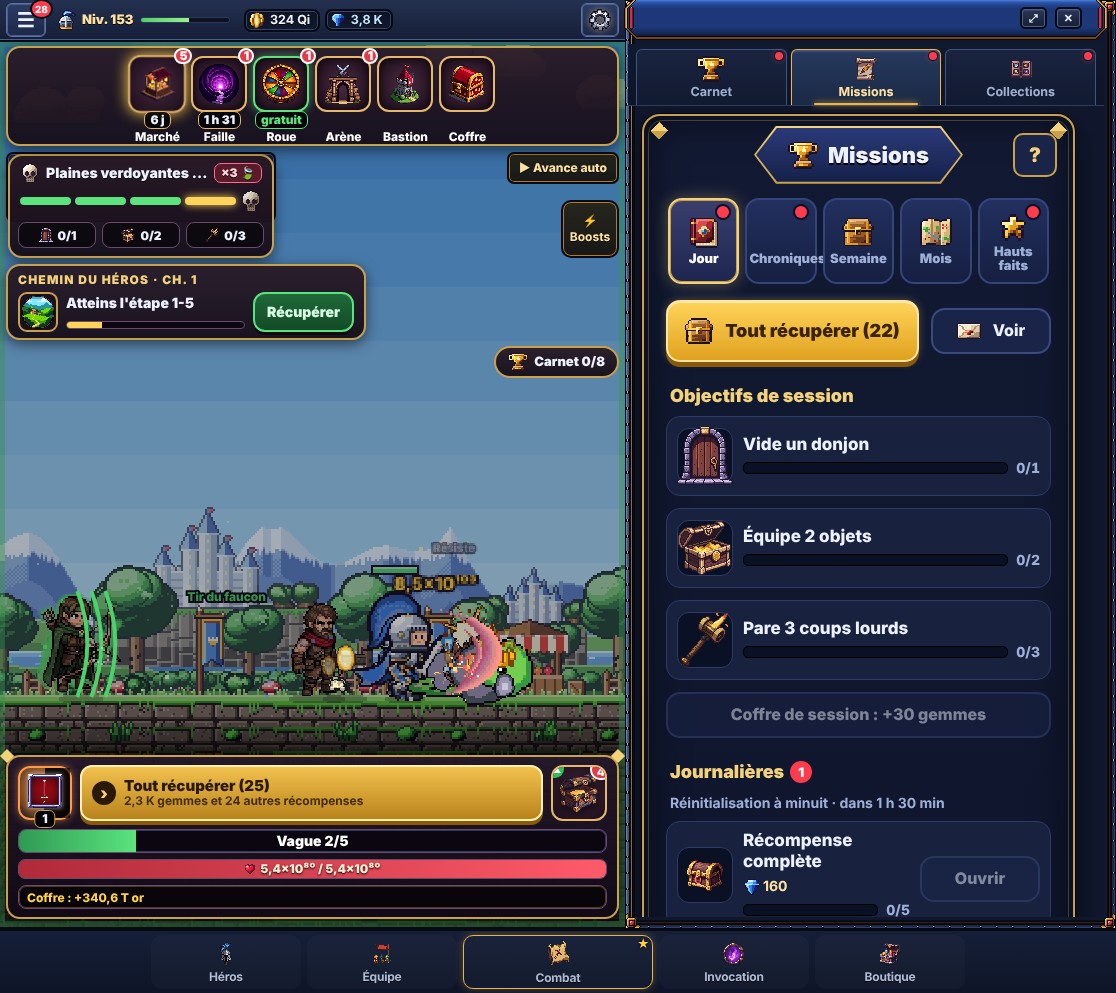 28
Niv. 153
324 Qi
3,8 K
5
1
1
1
6 j
1 h 31
gratuit
Marché
Faille
Roue
Arène
Bastion
Coffre
Plaines verdoyantes ...
×3
0/1
0/2
0/3
▶ Avance auto
Boosts
CHEMIN DU HÉROS · CH. 1
Atteins l'étape 1-5
Récupérer
Carnet 0/8
Résiste
Tir du faucon
Tout récupérer (25)
2,3 K gemmes et 24 autres récompenses
1
4
Vague 2/5
5,4×10⁸⁰ / 5,4×10⁸⁰
Coffre : +340,6 T or
Carnet
Missions
Collections
Missions
?
Jour
Chroniques
Semaine
Mois
Hauts
faits
Tout récupérer (22)
Voir
Objectifs de session
Vide un donjon
0/1
Équipe 2 objets
0/2
Pare 3 coups lourds
0/3
Coffre de session : +30 gemmes
Journalières 1
Réinitialisation à minuit · dans 1 h 30 min
Récompense
complète
160
0/5
Ouvrir
Héros
Équipe
Combat
Invocation
Boutique